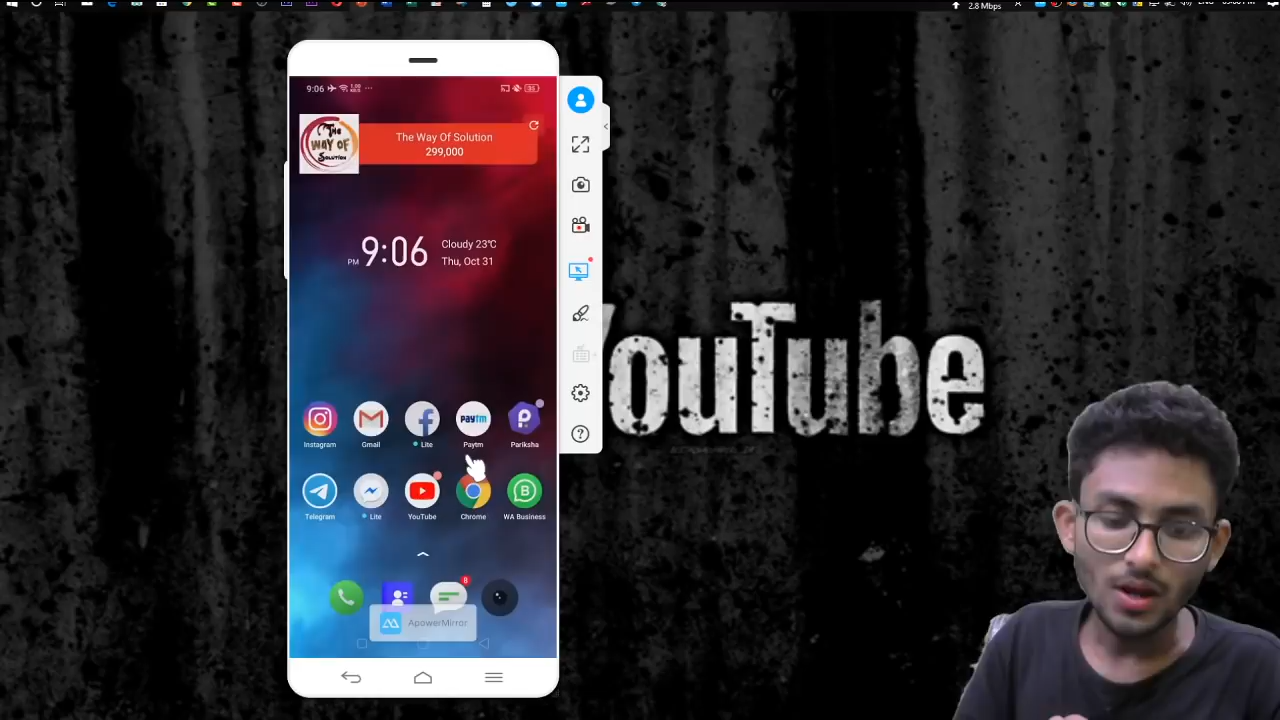 2.8 Mbps
9:06
The
WAY OF
Solution
The Way Of Solution
299,000
PM 9:06
Cloudy 23℃
Thu, Oct 31
YouTube
paytm
Instagram
Gmail
Lite
Paytm
Pariksha
Telegram
Lite
YouTube
Chrome
WA Business
8
ApowerMirror